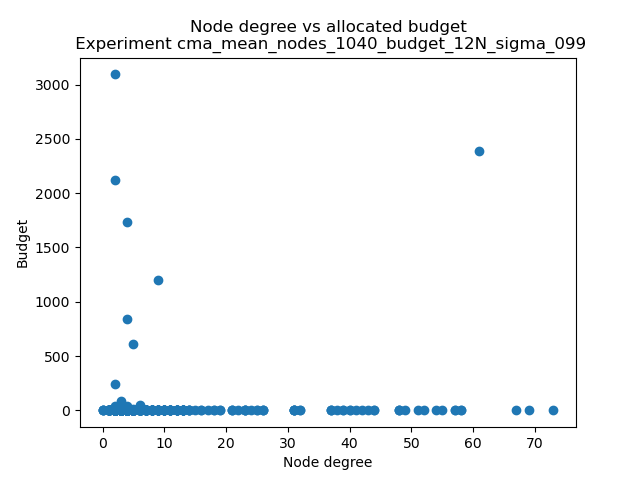 Node degree vs allocated budget
Experiment cma_mean_nodes_1040_budget_12N_sigma_099
3000
2500
2000
1500
1000
500
0
Budget
0 10 20 30 40 50 60 70
Node degree